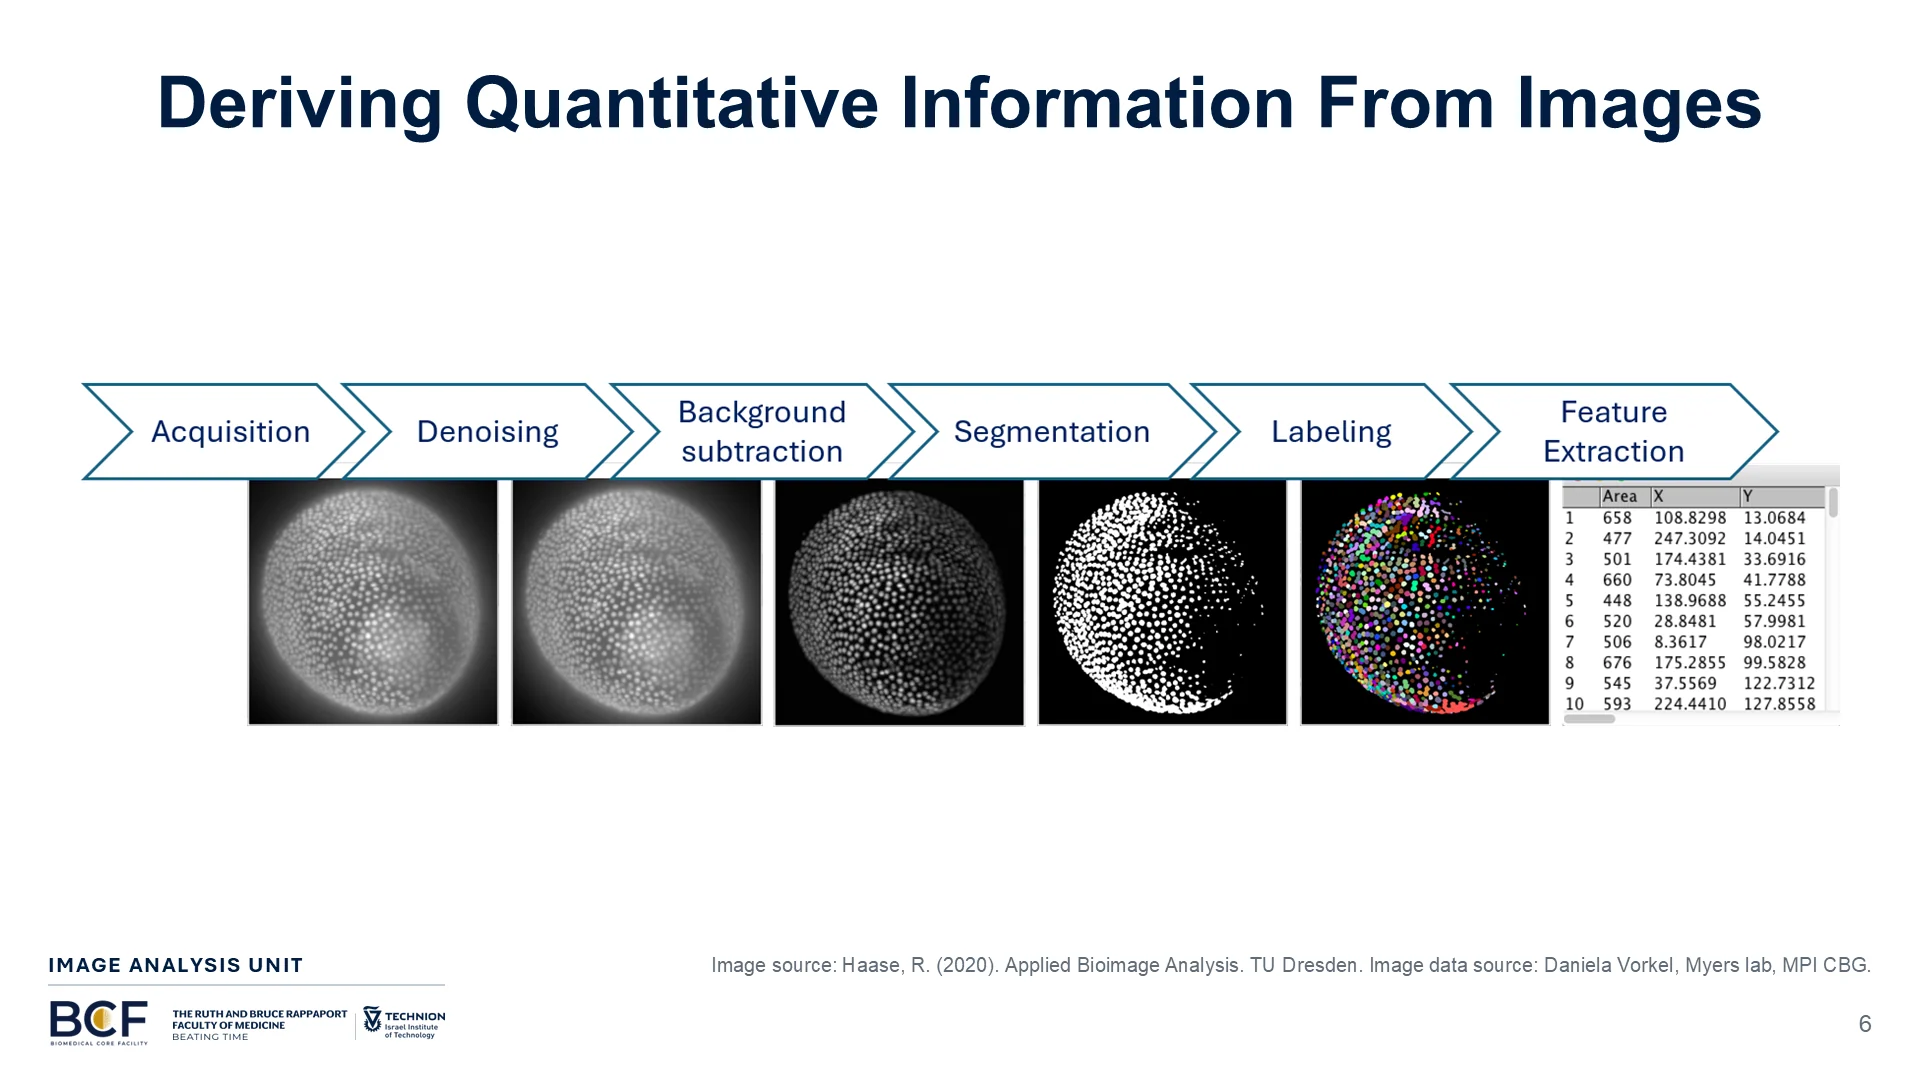 Deriving Quantitative Information From Images
Acquisition
Denoising
Background
subtraction
Segmentation
Labeling
Feature
Extraction
Area X Y
1 658 108.8298 13.0684
2 477 247.3092 14.0451
3 501 174.4381 33.6916
4 660 73.8045 41.7788
5 448 138.9688 55.2455
6 520 28.8481 57.9981
7 506 8.3617 98.0217
8 676 175.2855 99.5828
9 545 37.5569 122.7312
10 593 224.4410 127.8558
IMAGE ANALYSIS UNIT
Image source: Haase, R. (2020). Applied Bioimage Analysis. TU Dresden. Image data source: Daniela Vorkel, Myers lab, MPI CBG.
BCF
BIOMEDICAL CORE FACILITY
THE RUTH AND BRUCE RAPPAPORT
FACULTY OF MEDICINE
BEATING TIME
TECHNION
Israel Institute
of Technology
6